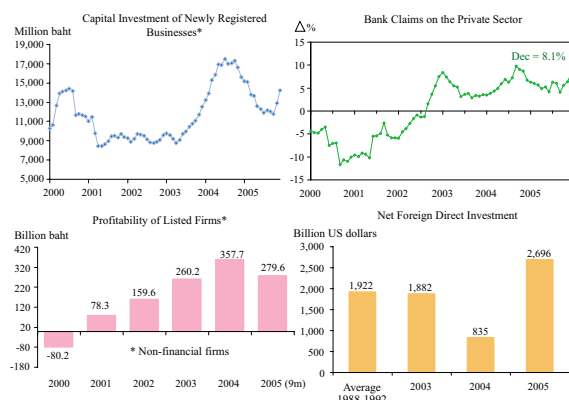 Capital Investment of Newly Registered
Businesses*
Million baht
19,000
17,000
15,000
13,000
11,000
9,000
7,000
5,000
2000 2001 2002 2003 2004 2005
Bank Claims on the Private Sector
△%
15
10
5
0
-5
-10
-15
Dec = 8.1%
2000 2001 2002 2003 2004 2005
Profitability of Listed Firms*
Billion baht
420
320
220
120
20
-80
-180
-80.2
78.3
159.6
260.2
357.7
279.6
* Non-financial firms
2000 2001 2002 2003 2004 2005 (9m)
Net Foreign Direct Investment
Billion US dollars
3,000
2,500
2,000
1,500
1,000
500
0
1,922
1,882
835
2,696
Average 2003 2004 2005
1988-1992